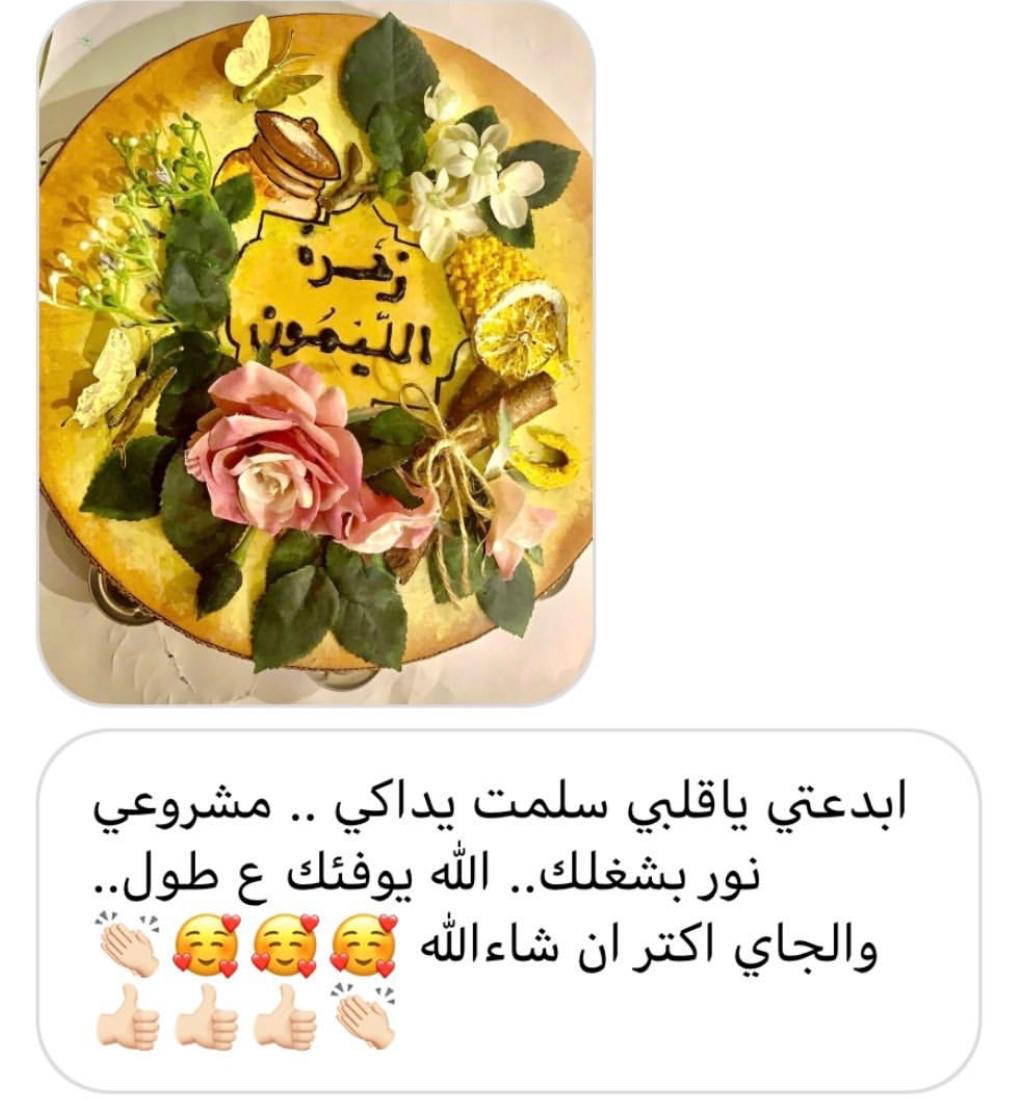 زهرة
الليمون
ابدعتي ياقلبي سلمت يداكي .. مشروعي
نور بشغلك.. الله يوفئك ع طول..
والجاي اكتر ان شاءالله 🥰🥰🥰👏🏻
👏🏻👍🏻👍🏻👍🏻